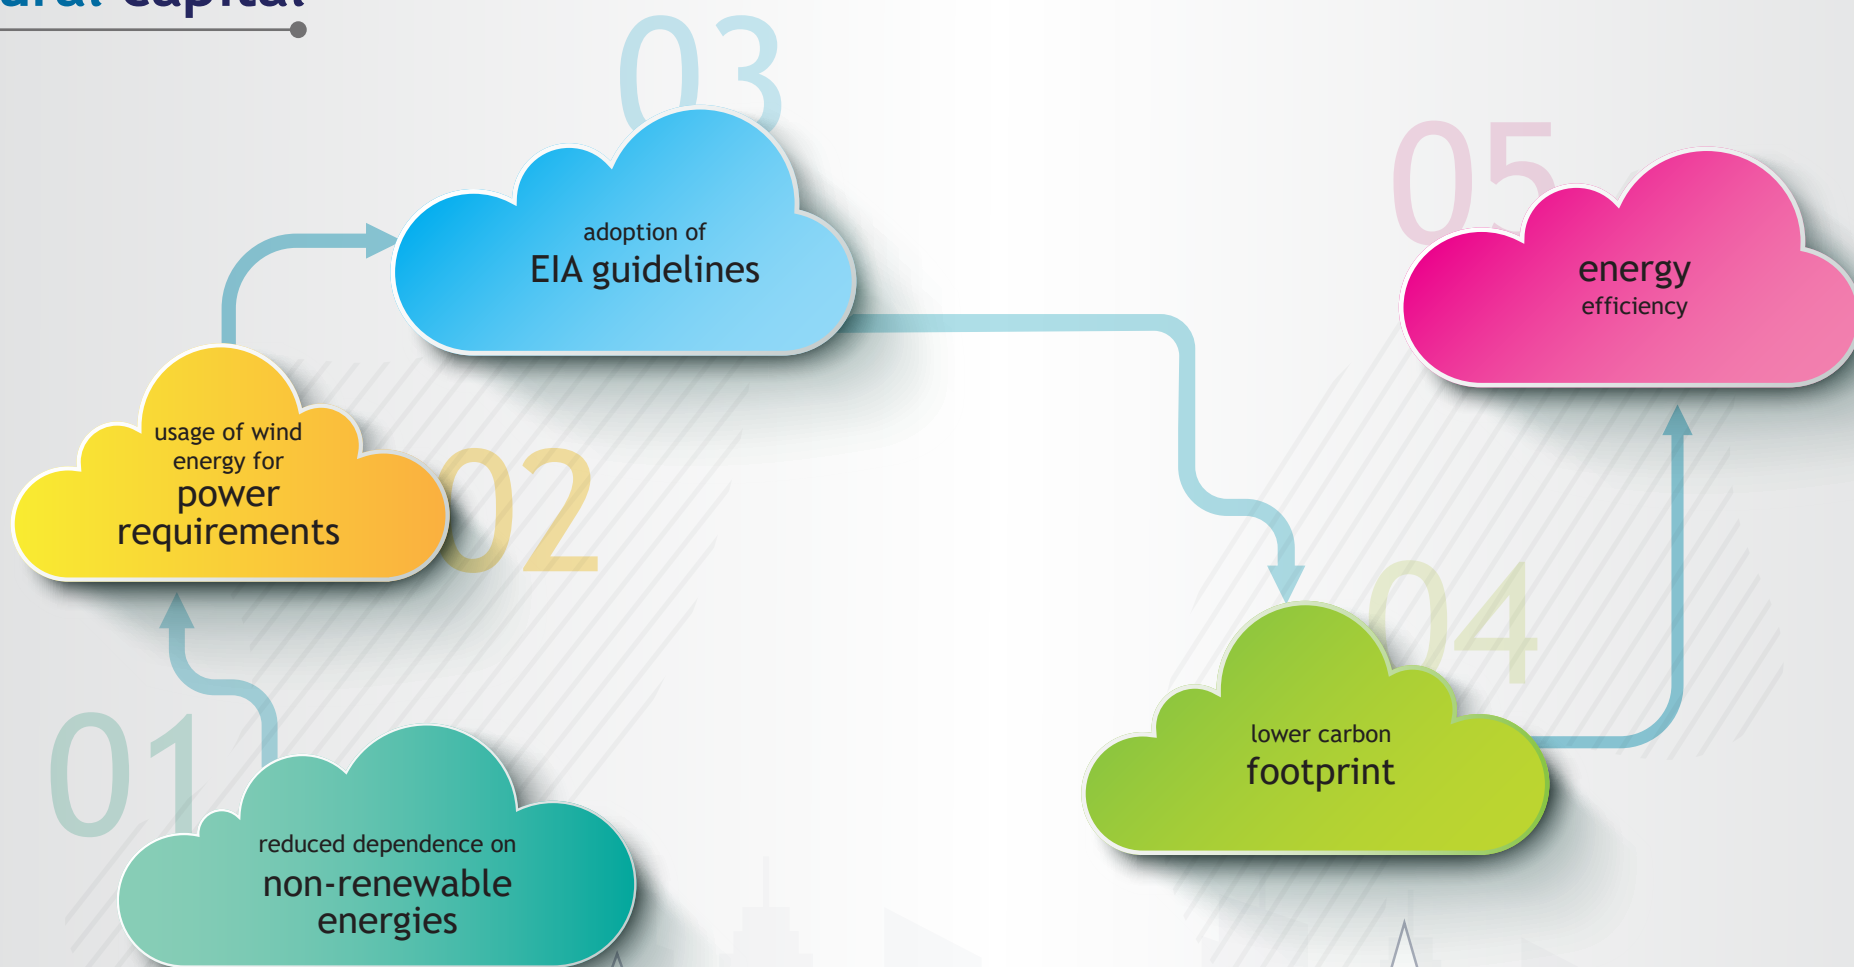 Capital
03
adoption of
EIA guidelines
05
energy
efficiency
usage of wind
energy for
power
requirements
02
04
lower carbon
footprint
01
reduced dependence on
non-renewable
energies